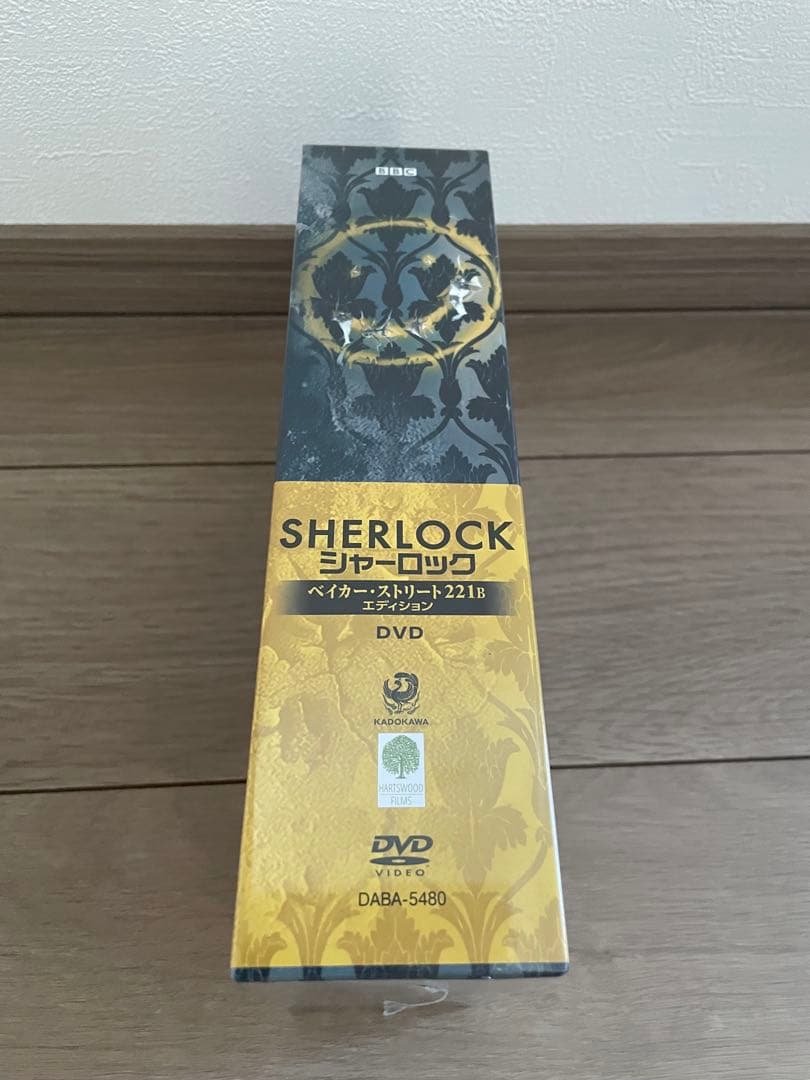 BBC
SHERLOCK
シャーロック
ベイカー・ストリート221B
エディション
DVD
KADOKAWA
HARTSWOOD
FILMS
DVD
VIDEO
DABA-5480